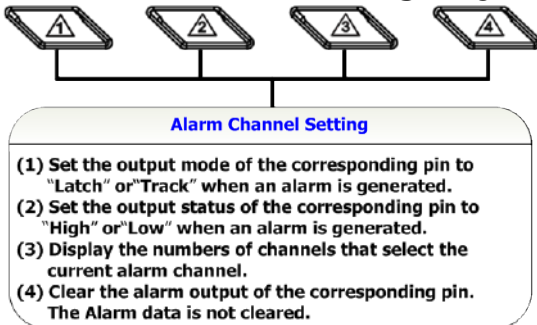 1 2 3 4
Alarm Channel Setting
(1) Set the output mode of the corresponding pin to
"Latch" or"Track" when an alarm is generated.
(2) Set the output status of the corresponding pin to
"High" or"Low" when an alarm is generated.
(3) Display the numbers of channels that select the
current alarm channel.
(4) Clear the alarm output of the corresponding pin.
The Alarm data is not cleared.